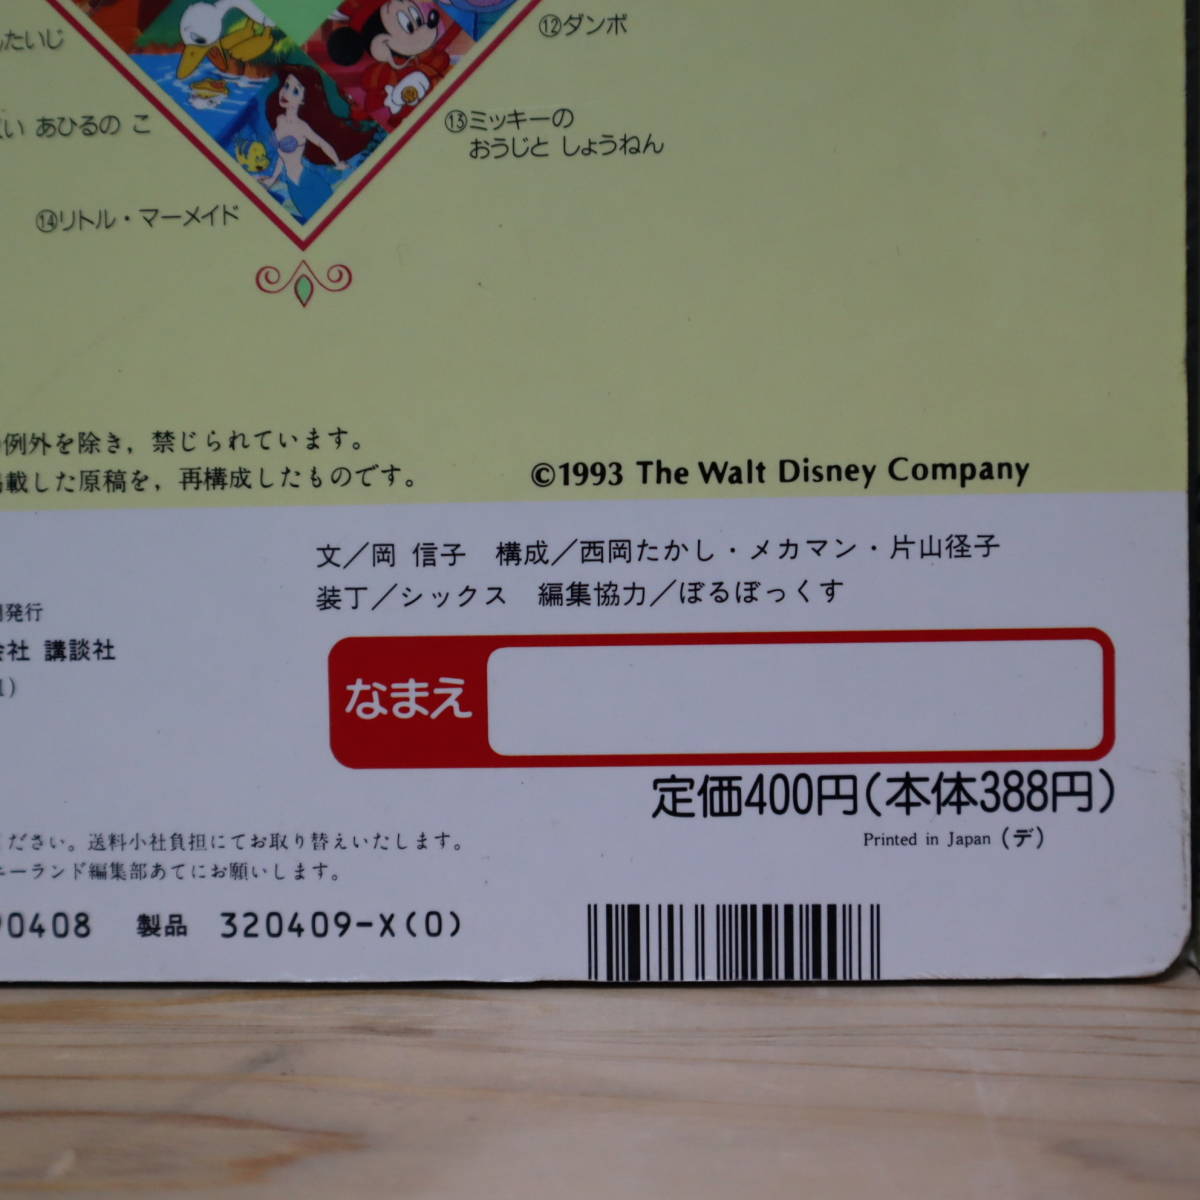 ⑫ダンボ
たいじ
⑬ミッキーの
おうじと しょうねん
い あひるの こ
⑭リトル・マーメイド
例外を除き，禁じられています。
載した原稿を，再構成したものです。
©1993 The Walt Disney Company
文／岡 信子 構成／西岡たかし・メカマン・片山径子
装丁／シックス 編集協力／ぽるぽっくす
発行
会社 講談社
1)
なまえ
定価400円(本体388円)
Printed in Japan (デ)
ださい。送料小社負担にてお取り替えいたします。
ニーランド編集部あてにお願いします。
90408 製品 320409-X(0)